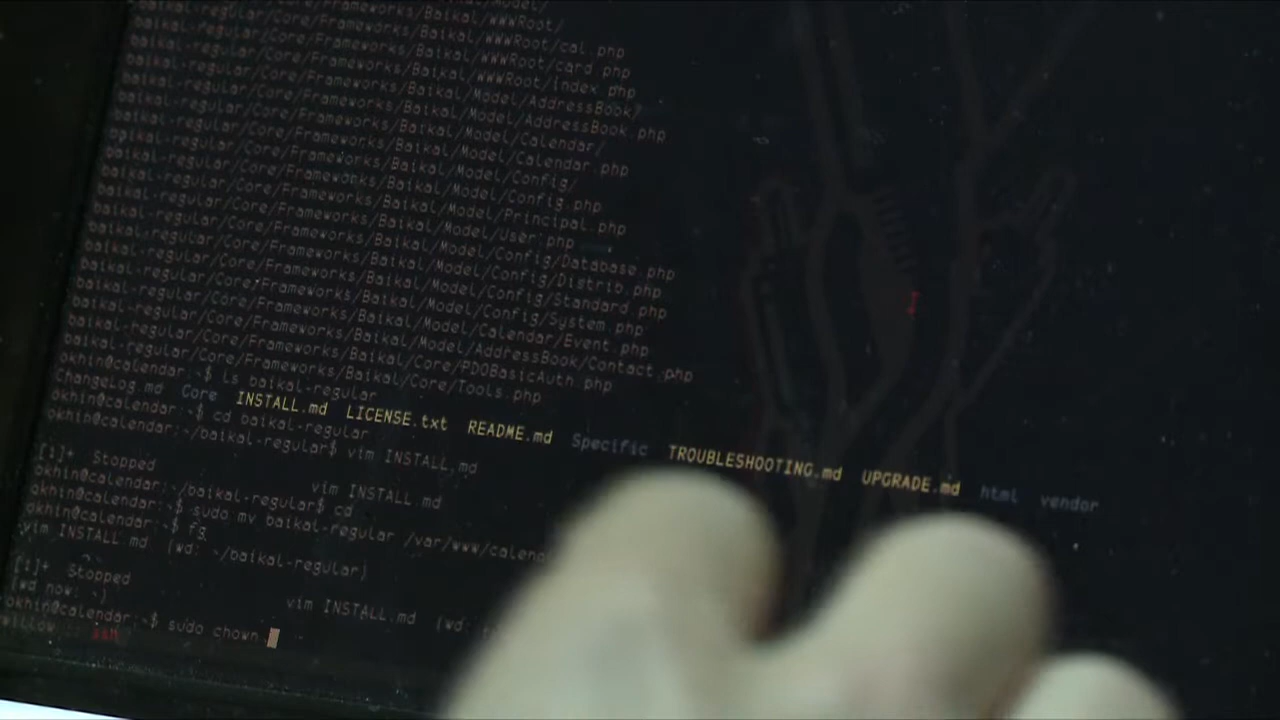 baikal-regular/Core/Frameworks/Baikal/WWWRoot/
baikal-regular/Core/Frameworks/Baikal/WWWRoot/cal.php
baikal-regular/Core/Frameworks/Baikal/WWWRoot/card.php
baikal-regular/Core/Frameworks/Baikal/WWWRoot/index.php
baikal-regular/Core/Frameworks/Baikal/Model/AddressBook/
baikal-regular/Core/Frameworks/Baikal/Model/AddressBook.php
baikal-regular/Core/Frameworks/Baikal/Model/Calendar/
baikal-regular/Core/Frameworks/Baikal/Model/Calendar.php
baikal-regular/Core/Frameworks/Baikal/Model/Config/
baikal-regular/Core/Frameworks/Baikal/Model/Config.php
baikal-regular/Core/Frameworks/Baikal/Model/Principal.php
baikal-regular/Core/Frameworks/Baikal/Model/User.php
baikal-regular/Core/Frameworks/Baikal/Model/Config/Database.php
baikal-regular/Core/Frameworks/Baikal/Model/Config/Distrib.php
baikal-regular/Core/Frameworks/Baikal/Model/Config/Standard.php
baikal-regular/Core/Frameworks/Baikal/Model/Config/System.php
baikal-regular/Core/Frameworks/Baikal/Model/Calendar/Event.php
baikal-regular/Core/Frameworks/Baikal/Model/AddressBook/Contact.php
baikal-regular/Core/Frameworks/Baikal/Core/PDOBasicAuth.php
baikal-regular/Core/Frameworks/Baikal/Core/Tools.php
okhin@calendar:~$ ls baikal-regular
ChangeLog.md Core INSTALL.md LICENSE.txt README.md Specific TROUBLESHOOTING.md UPGRADE.md html vendor
okhin@calendar:~$ cd baikal-regular
okhin@calendar:~/baikal-regular$ vim INSTALL.md
[1]+ Stopped vim INSTALL.md
okhin@calendar:~/baikal-regular$ cd
okhin@calendar:~$ sudo mv baikal-regular /var/www/calend
okhin@calendar:~$ fg
vim INSTALL.md (wd: ~/baikal-regular)
[1]+ Stopped vim INSTALL.md (wd:
(wd now: ~)
okhin@calendar:~$ sudo chown
willow ssh